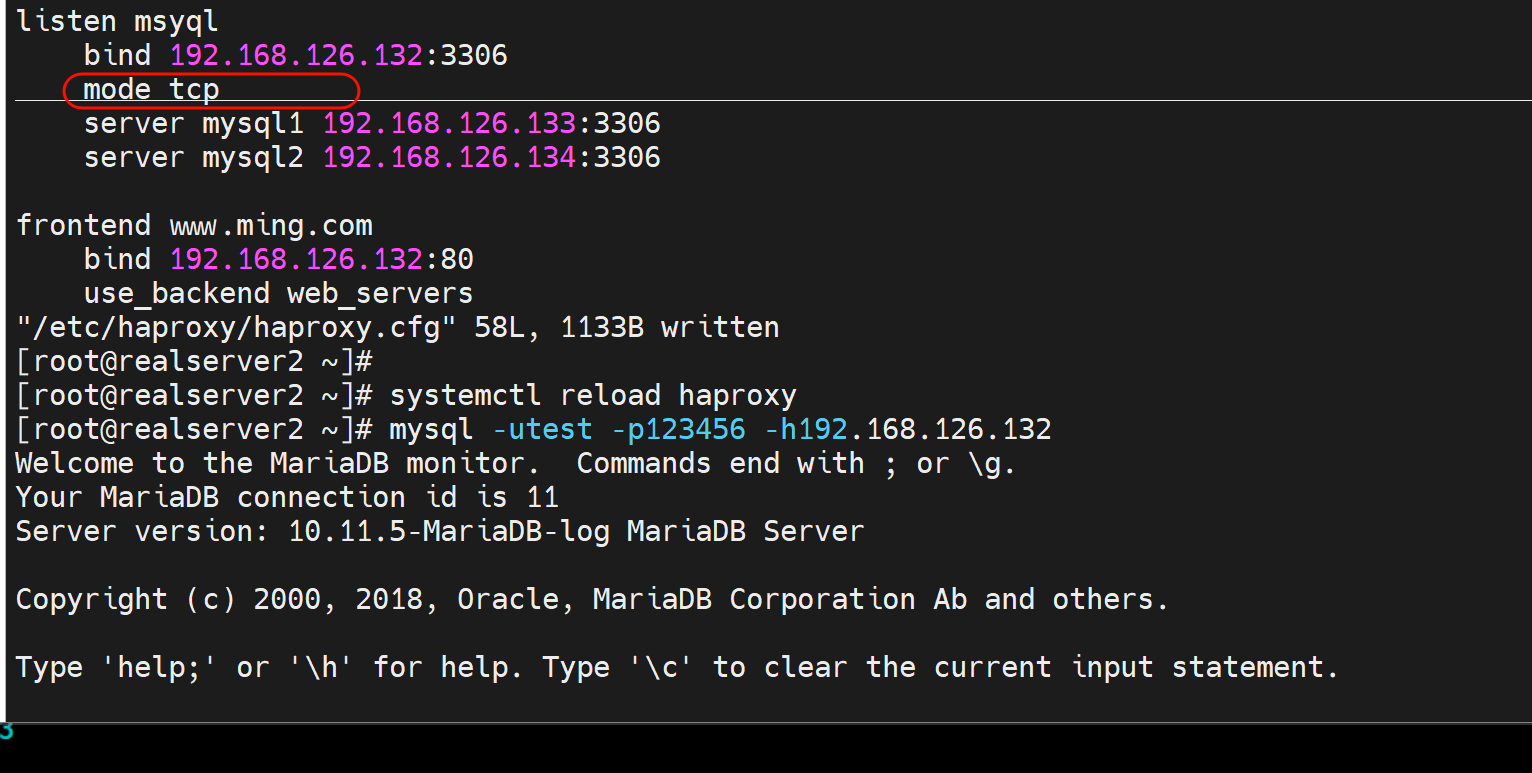 listen msyql
bind 192.168.126.132:3306
mode tcp
server mysql1 192.168.126.133:3306
server mysql2 192.168.126.134:3306
frontend www.ming.com
bind 192.168.126.132:80
use_backend web_servers
"/etc/haproxy/haproxy.cfg" 58L, 1133B written
[root@realserver2 ~]#
[root@realserver2 ~]# systemctl reload haproxy
[root@realserver2 ~]# mysql -utest -p123456 -h192.168.126.132
Welcome to the MariaDB monitor.  Commands end with ; or \g.
Your MariaDB connection id is 11
Server version: 10.11.5-MariaDB-log MariaDB Server
Copyright (c) 2000, 2018, Oracle, MariaDB Corporation Ab and others.
Type 'help;' or '\h' for help. Type '\c' to clear the current input statement.
3